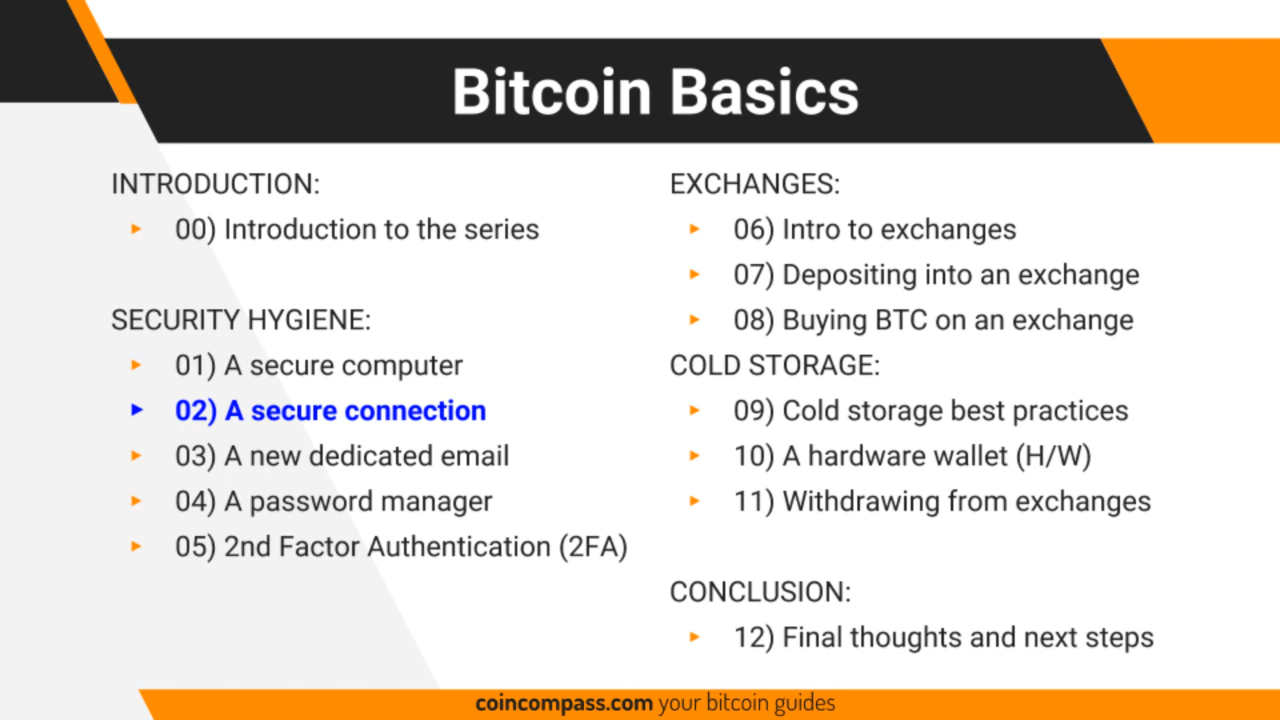 Bitcoin Basics
INTRODUCTION:
00) Introduction to the series
SECURITY HYGIENE:
01) A secure computer
02) A secure connection
03) A new dedicated email
04) A password manager
05) 2nd Factor Authentication (2FA)
EXCHANGES:
06) Intro to exchanges
07) Depositing into an exchange
08) Buying BTC on an exchange
COLD STORAGE:
09) Cold storage best practices
10) A hardware wallet (H/W)
11) Withdrawing from exchanges
CONCLUSION:
12) Final thoughts and next steps
coincompass.com your bitcoin guides